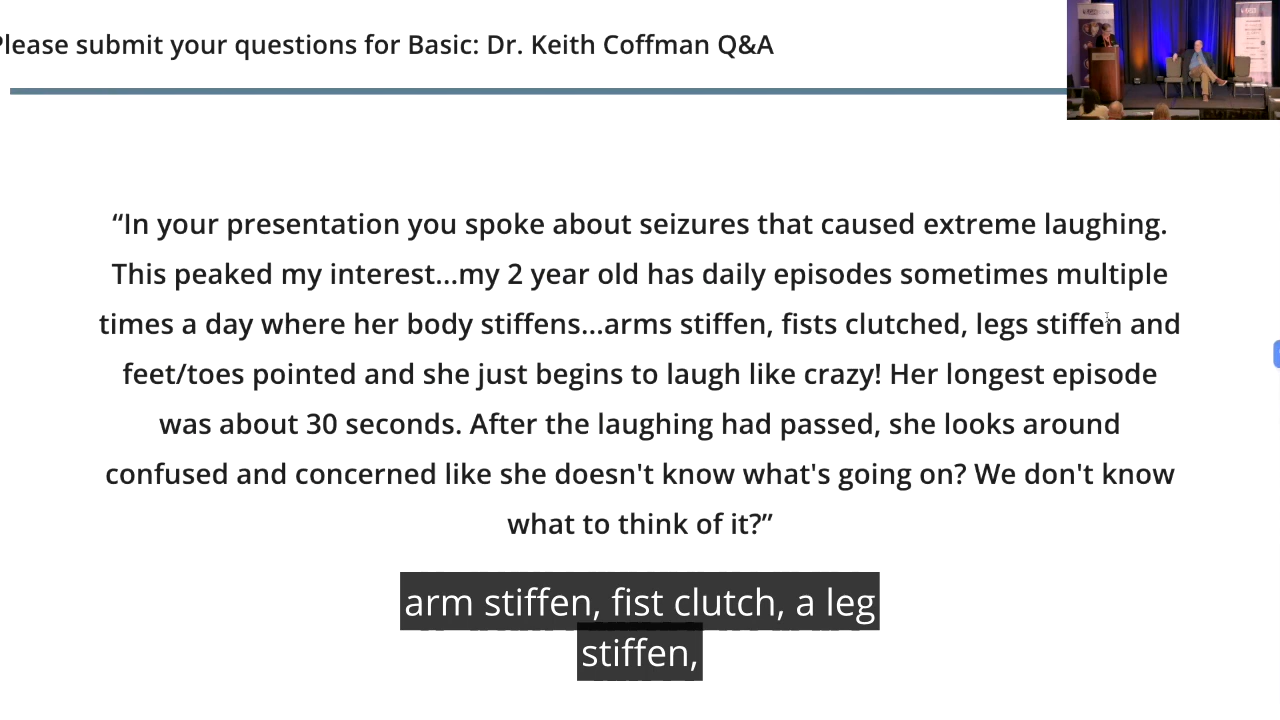 Please submit your questions for Basic: Dr. Keith Coffman Q&A
“In your presentation you spoke about seizures that caused extreme laughing.
This peaked my interest...my 2 year old has daily episodes sometimes multiple
times a day where her body stiffens...arms stiffen, fists clutched, legs stiffen and
feet/toes pointed and she just begins to laugh like crazy! Her longest episode
was about 30 seconds. After the laughing had passed, she looks around
confused and concerned like she doesn't know what's going on? We don't know
what to think of it?”
arm stiffen, fist clutch, a leg
stiffen,